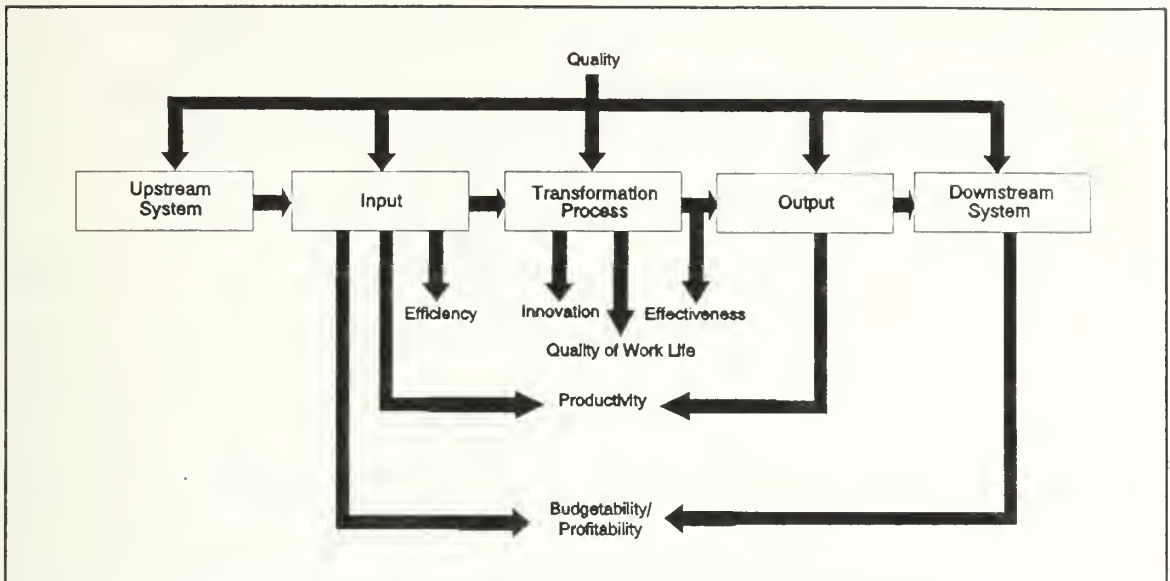 Quality
Upstream
System
Input
Transformation
Process
Output
Downstream
System
Efficiency
Innovation
Effectiveness
Quality of Work Life
Productivity
Budgetability/
Profitability